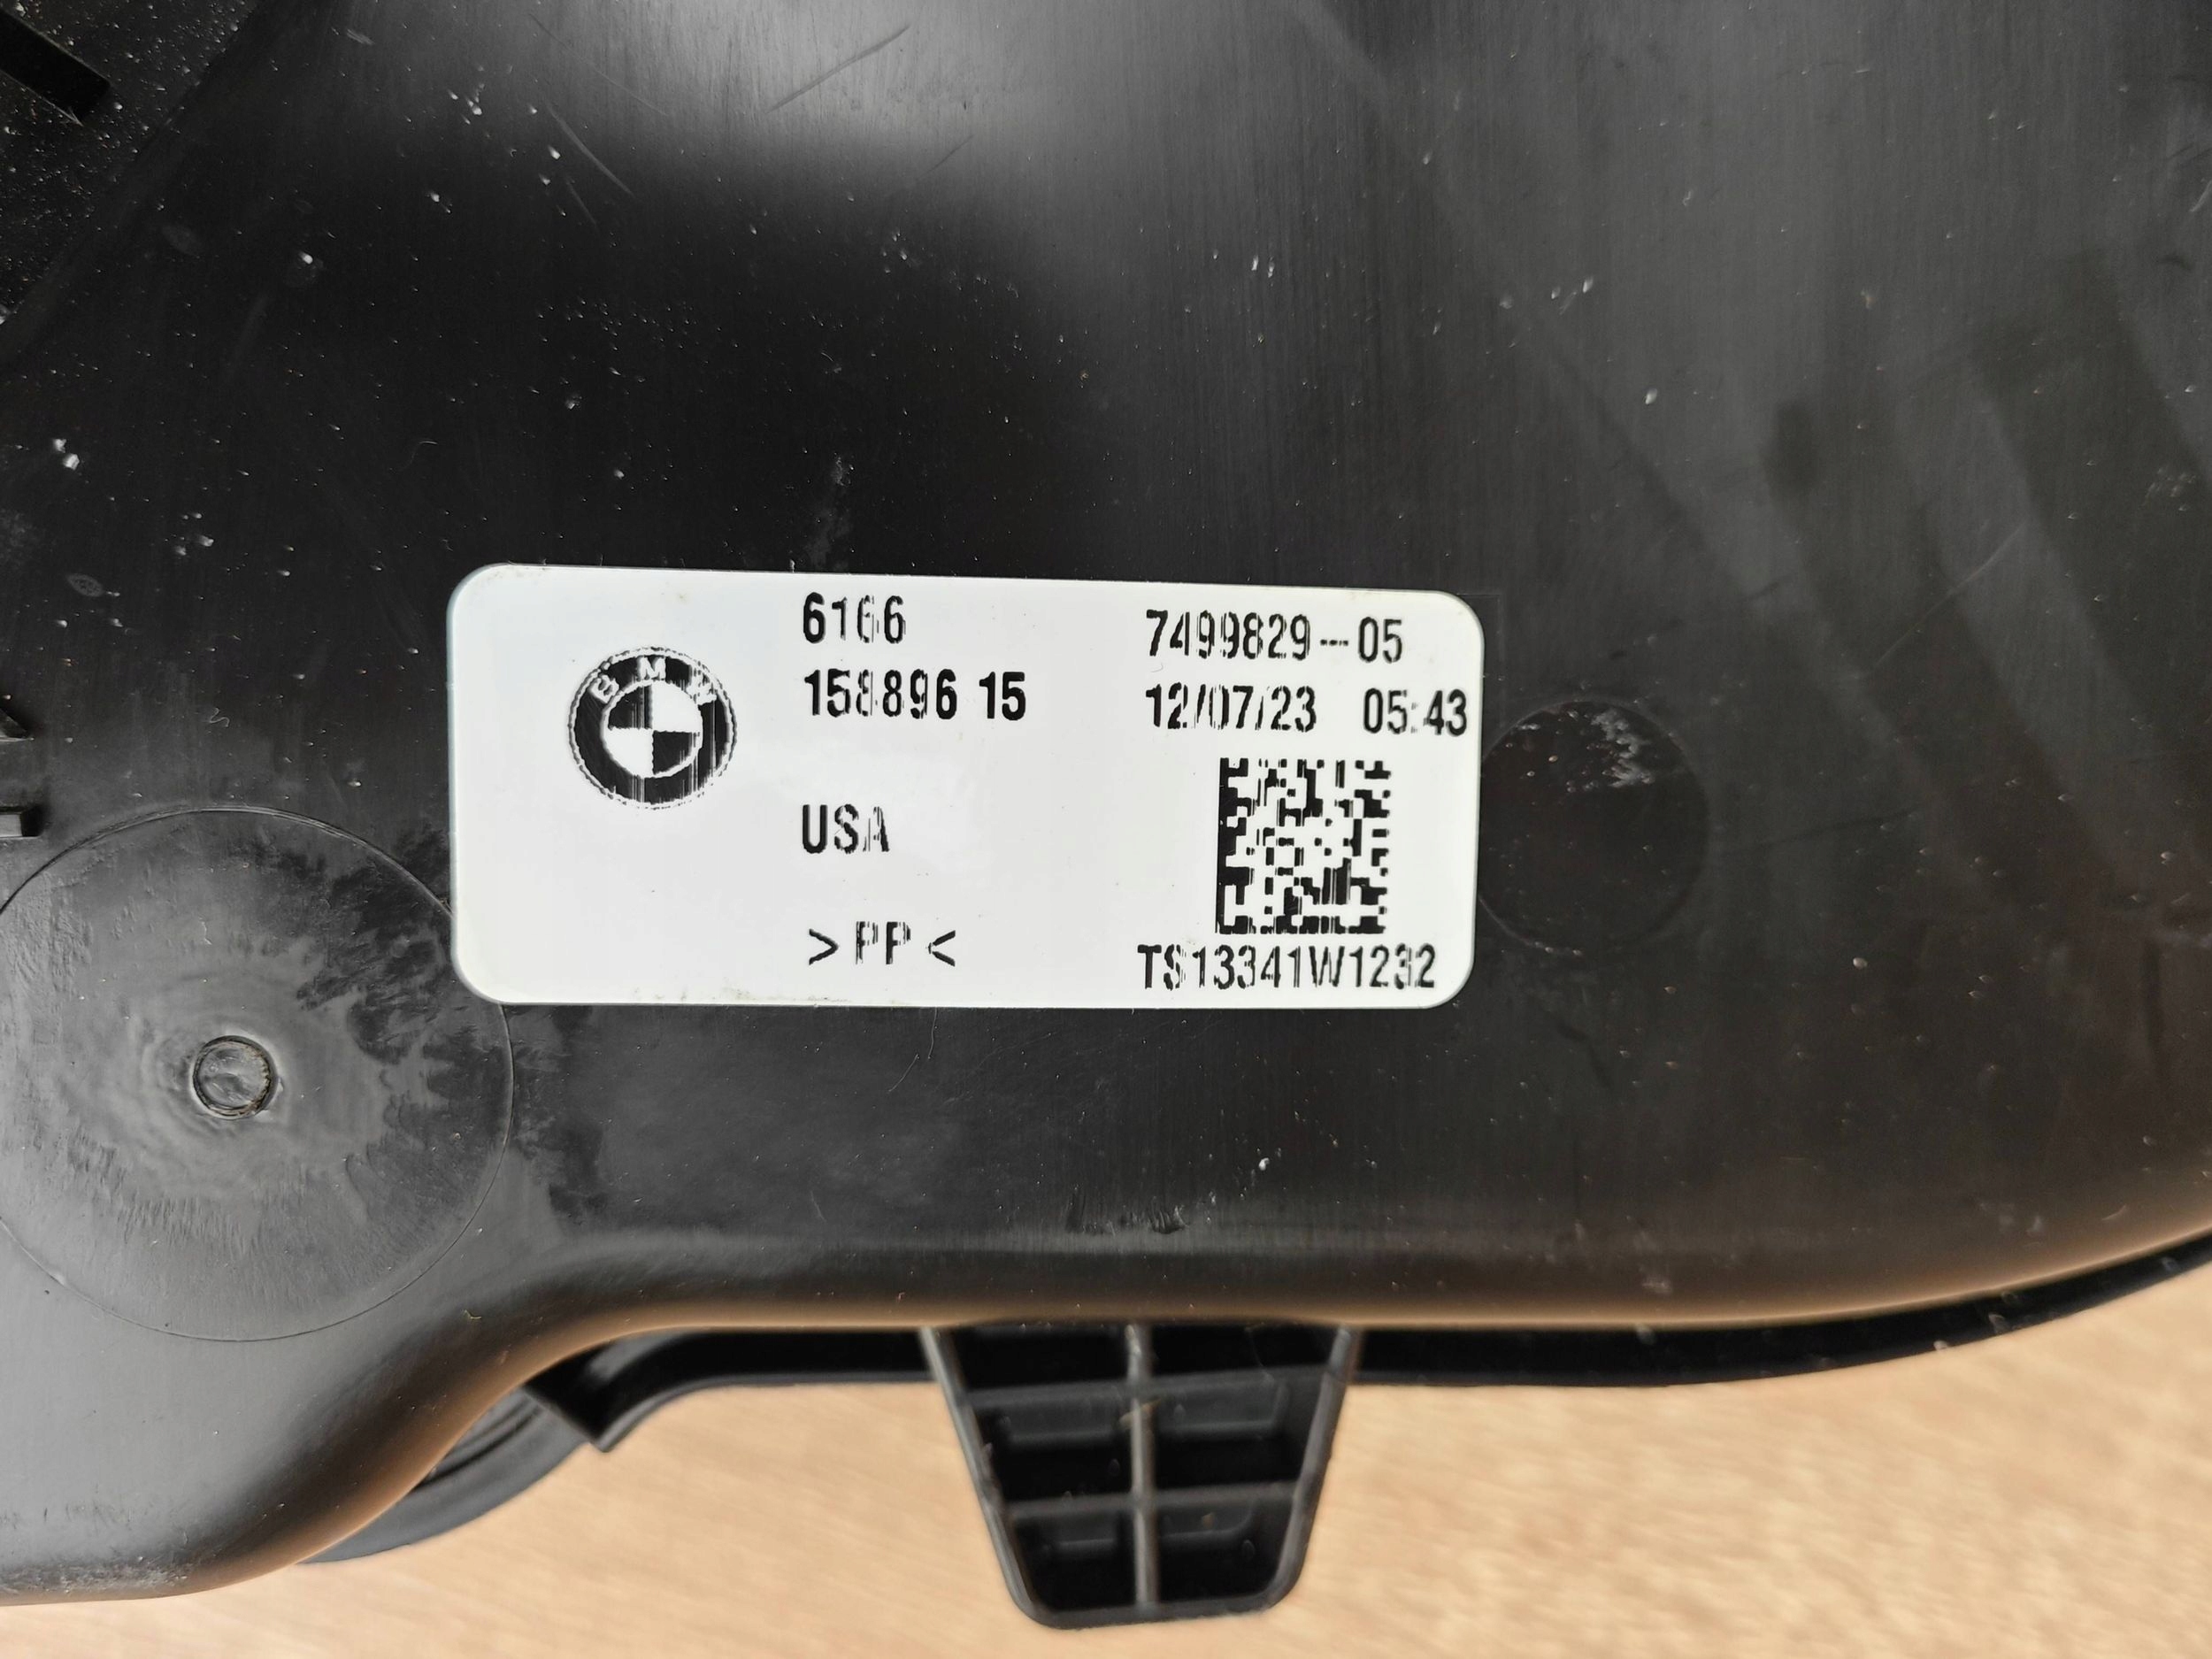 BMW
6166 7499829--05
158896 15 12/07/23 05:43
USA
>PP<
TS13341W1232